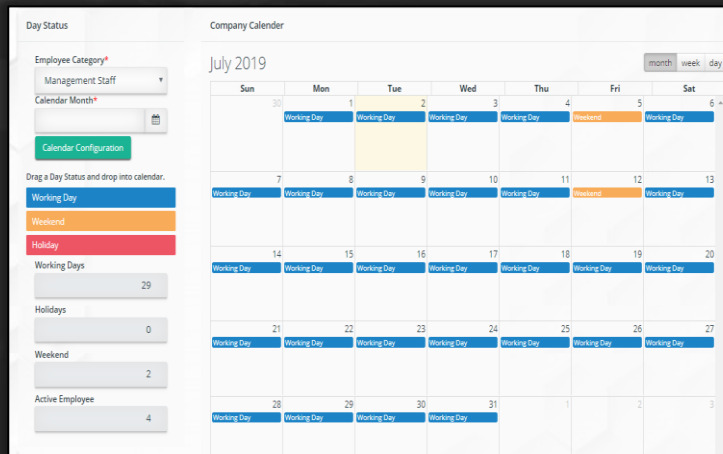 Day Status
Company Calender
Employee Category*
Management Staff
Calendar Month*
Calendar Configuration
Drag a Day Status and drop into calendar.
Working Day
Weekend
Holiday
Working Days
29
Holidays
0
Weekend
2
Active Employee
4
July 2019
month week day
Sun Mon Tue Wed Thu Fri Sat
30 1 2 3 4 5 6
Working Day Working Day Working Day Working Day Weekend Working Day
7 8 9 10 11 12 13
Working Day Working Day Working Day Working Day Working Day Weekend Working Day
14 15 16 17 18 19 20
Working Day Working Day Working Day Working Day Working Day Working Day Working Day
21 22 23 24 25 26 27
Working Day Working Day Working Day Working Day Working Day Working Day Working Day
28 29 30 31 1 2 3
Working Day Working Day Working Day Working Day